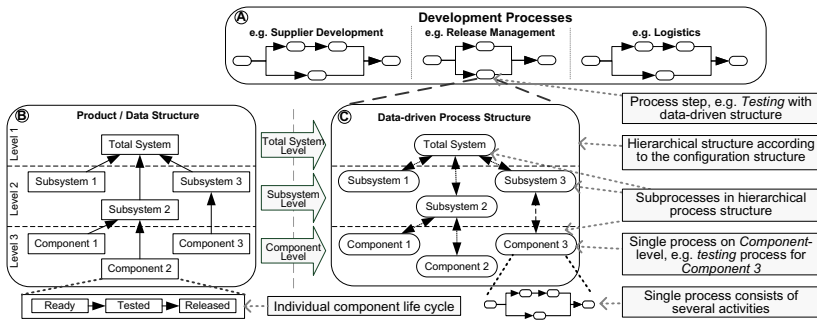 A Development Processes
e.g. Supplier Development
e.g. Release Management
e.g. Logistics
B Product / Data Structure
Level 1
Level 2
Level 3
Total System
Subsystem 1
Subsystem 3
Subsystem 2
Component 1
Component 3
Component 2
Ready
Tested
Released
Individual component life cycle
Total System
Level
Subsystem
Level
Component
Level
C Data-driven Process Structure
Total System
Subsystem 1
Subsystem 3
Subsystem 2
Component 1
Component 3
Component 2
Process step, e.g. Testing with
data-driven structure
Hierarchical structure according
to the configuration structure
Subprocesses in hierarchical
process structure
Single process on Component-
level, e.g. testing process for
Component 3
Single process consists of
several activities